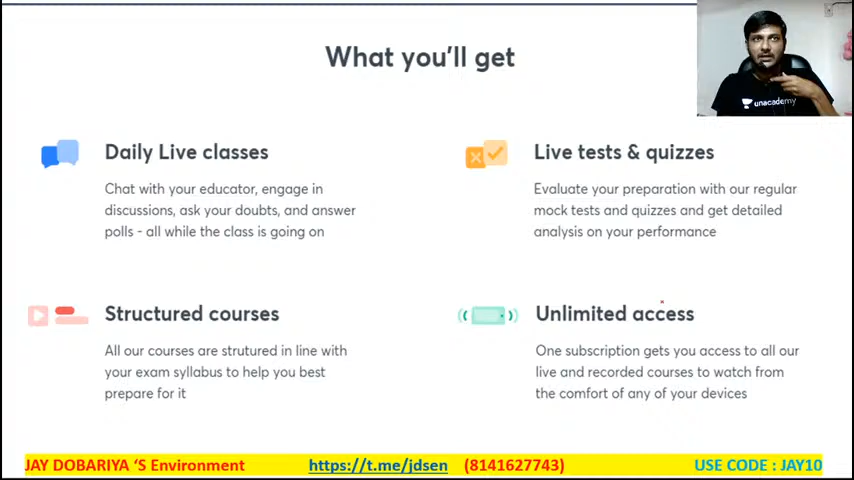 What you'll get
unacademy
Daily Live classes
Chat with your educator, engage in
discussions, ask your doubts, and answer
polls - all while the class is going on
Live tests & quizzes
Evaluate your preparation with our regular
mock tests and quizzes and get detailed
analysis on your performance
Structured courses
All our courses are strutured in line with
your exam syllabus to help you best
prepare for it
Unlimited access
One subscription gets you access to all our
live and recorded courses to watch from
the comfort of any of your devices
JAY DOBARIYA ‘S Environment https://t.me/jdsen (8141627743) USE CODE : JAY10